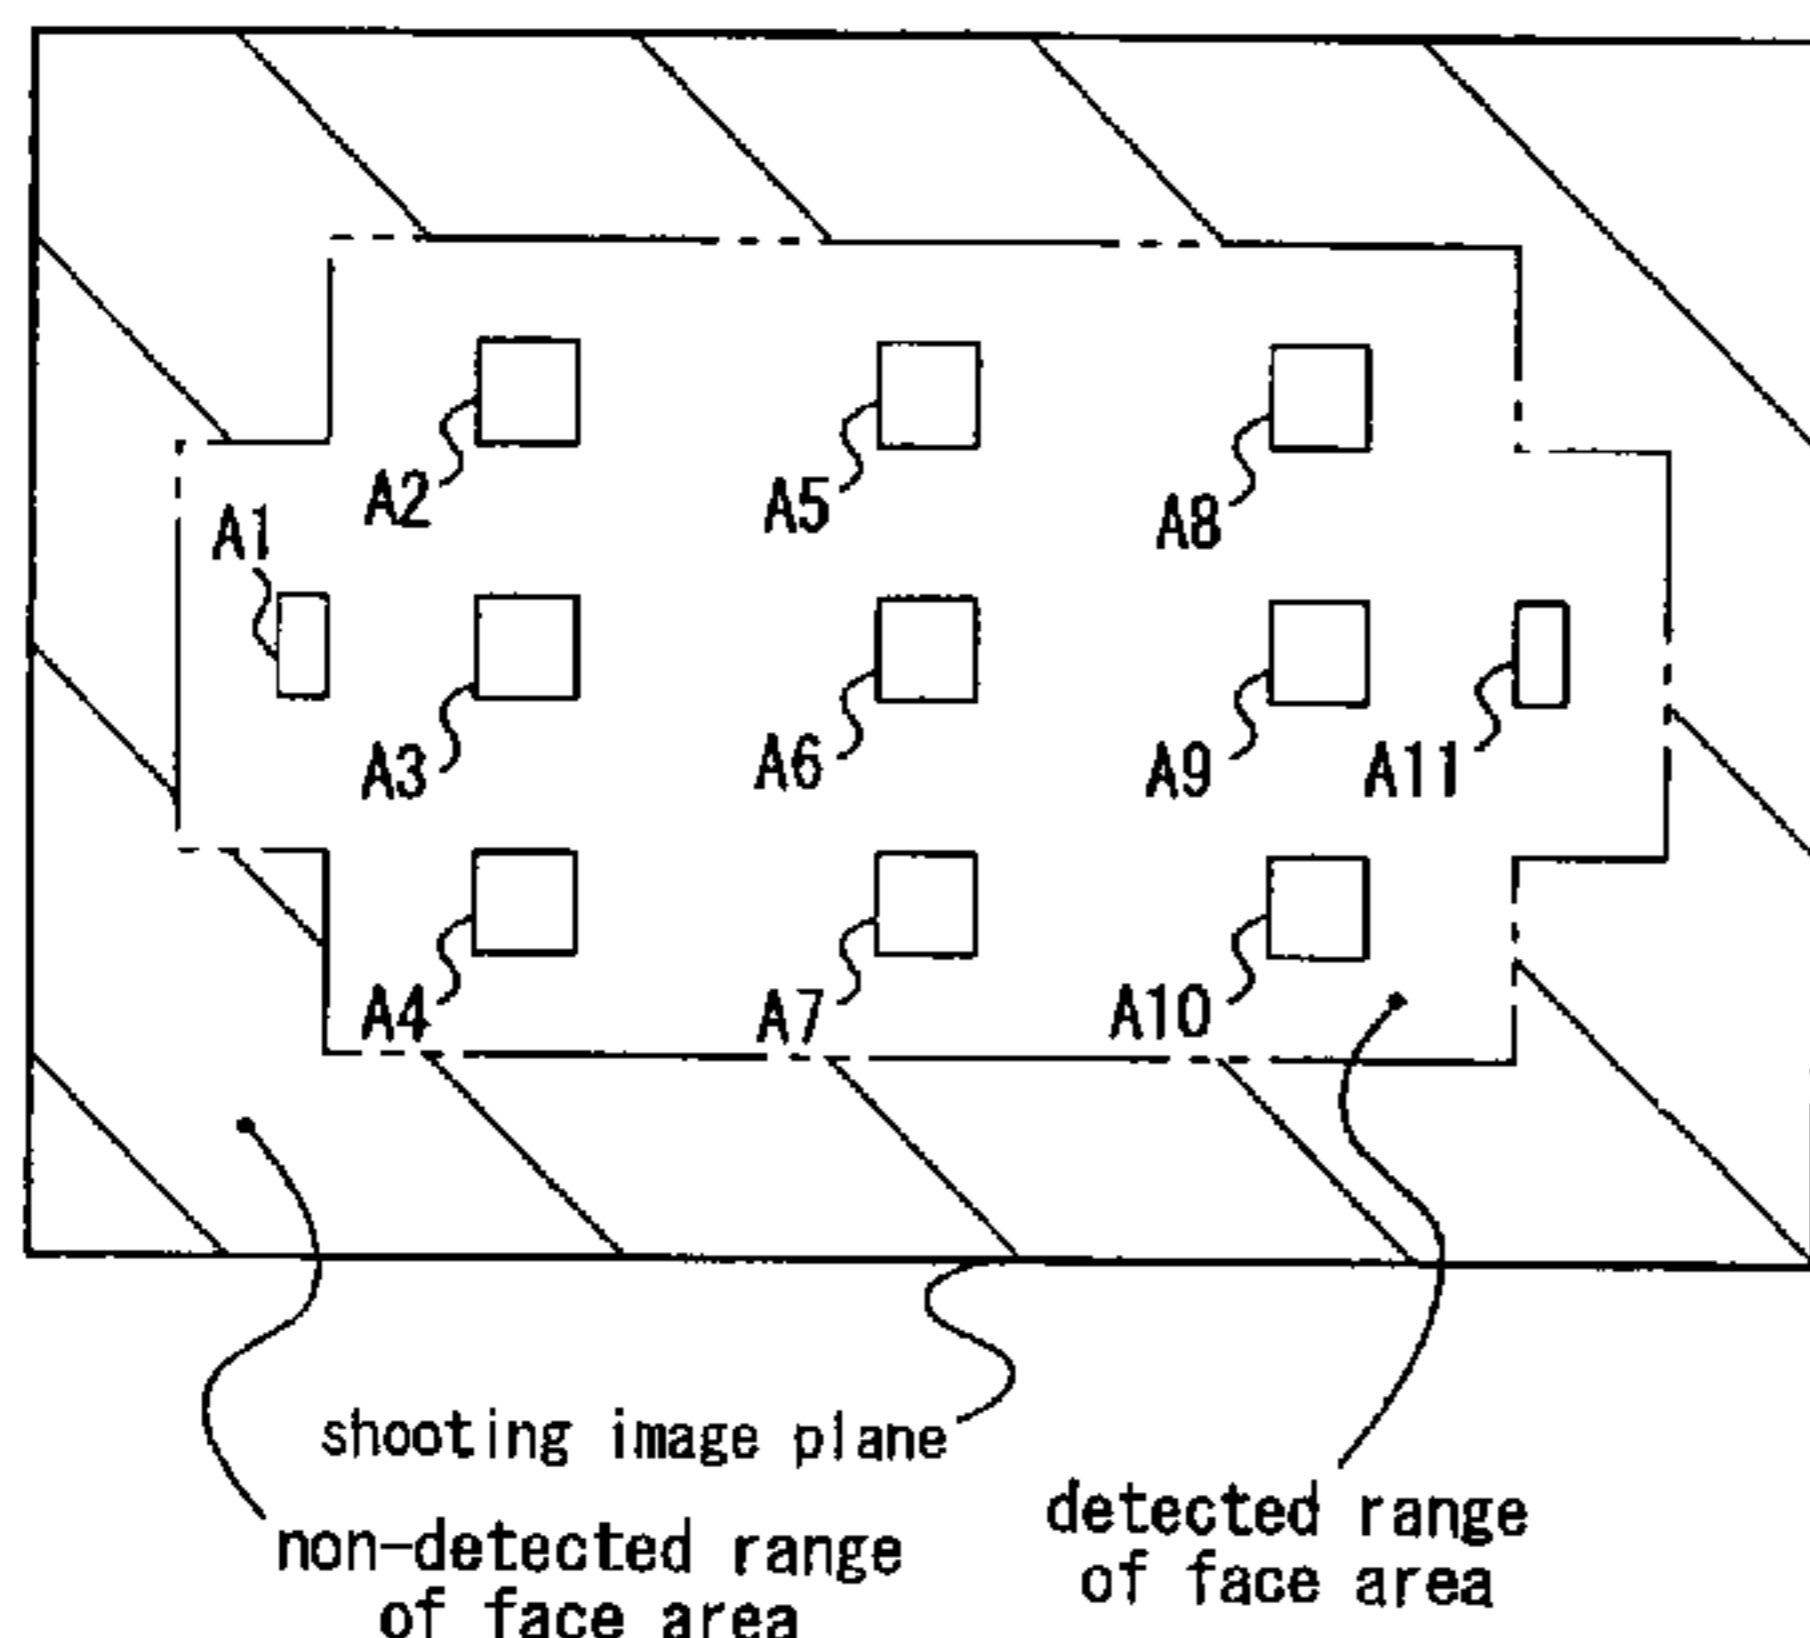 A2
A5
A8
A1
A3
A6
A9
A11
A4
A7
A10
shooting image plane
non-detected range
of face area
detected range
of face area